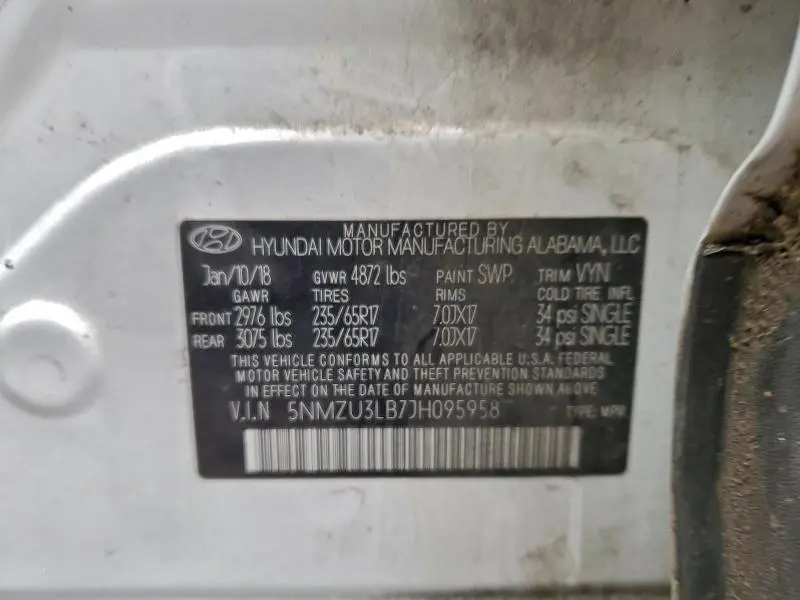 MANUFACTURED BY
HYUNDAI MOTOR MANUFACTURING ALABAMA, LLC
Jan/10/18 GVWR 4872 lbs PAINT SWP TRIM VYN
GAWR TIRES RIMS COLD TIRE INFL
FRONT 2976 lbs 235/65R17 7.0JX17 34 psi SINGLE
REAR 3075 lbs 235/65R17 7.0JX17 34 psi SINGLE
THIS VEHICLE CONFORMS TO ALL APPLICABLE U.S.A. FEDERAL
MOTOR VEHICLE SAFETY AND THEFT PREVENTION STANDARDS
IN EFFECT ON THE DATE OF MANUFACTURE SHOWN ABOVE
V.I.N 5NMZU3LB7JH095958 TYPE: MPV